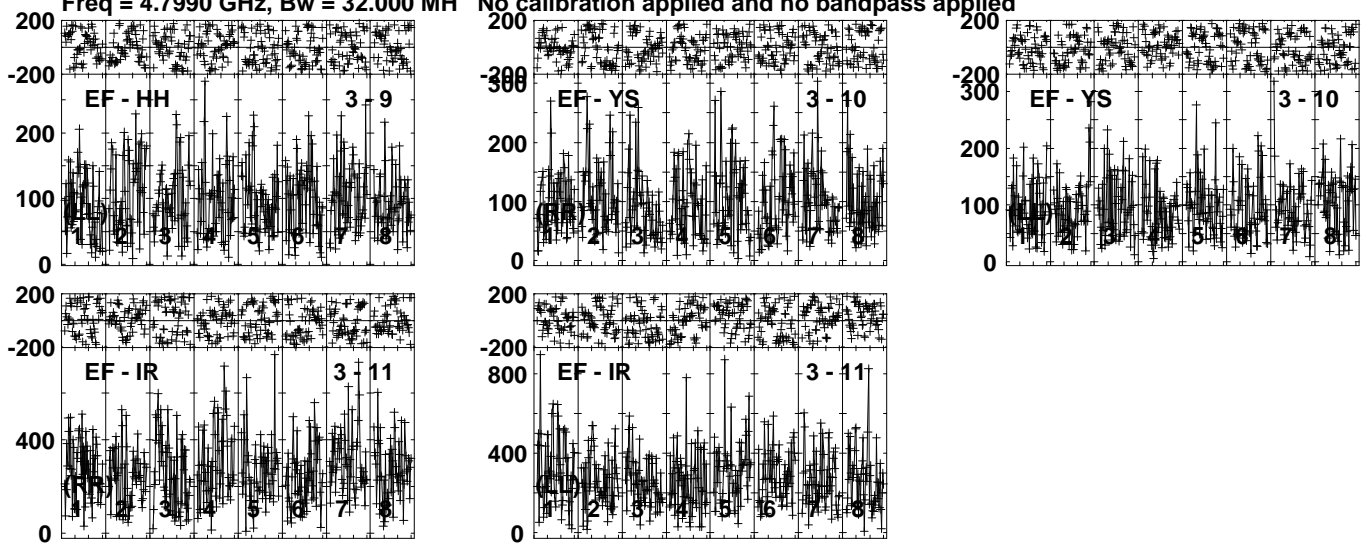 Freq = 4.7990 GHz, Bw = 32.000 MH No calibration applied and no bandpass applied
200
-200
EF - HH 3 - 9
200
100
0
(LL)
1 2 3 4 5 6 7 8
200
-200
300
EF - YS 3 - 10
200
100
0
(RR)
1 2 3 4 5 6 7 8
200
-200
300
EF - YS 3 - 10
200
100
0
(LL)
1 2 3 4 5 6 7 8
200
-200
EF - IR 3 - 11
400
0
(RR)
1 2 3 4 5 6 7 8
200
-200
800
EF - IR 3 - 11
400
0
(LL)
1 2 3 4 5 6 7 8